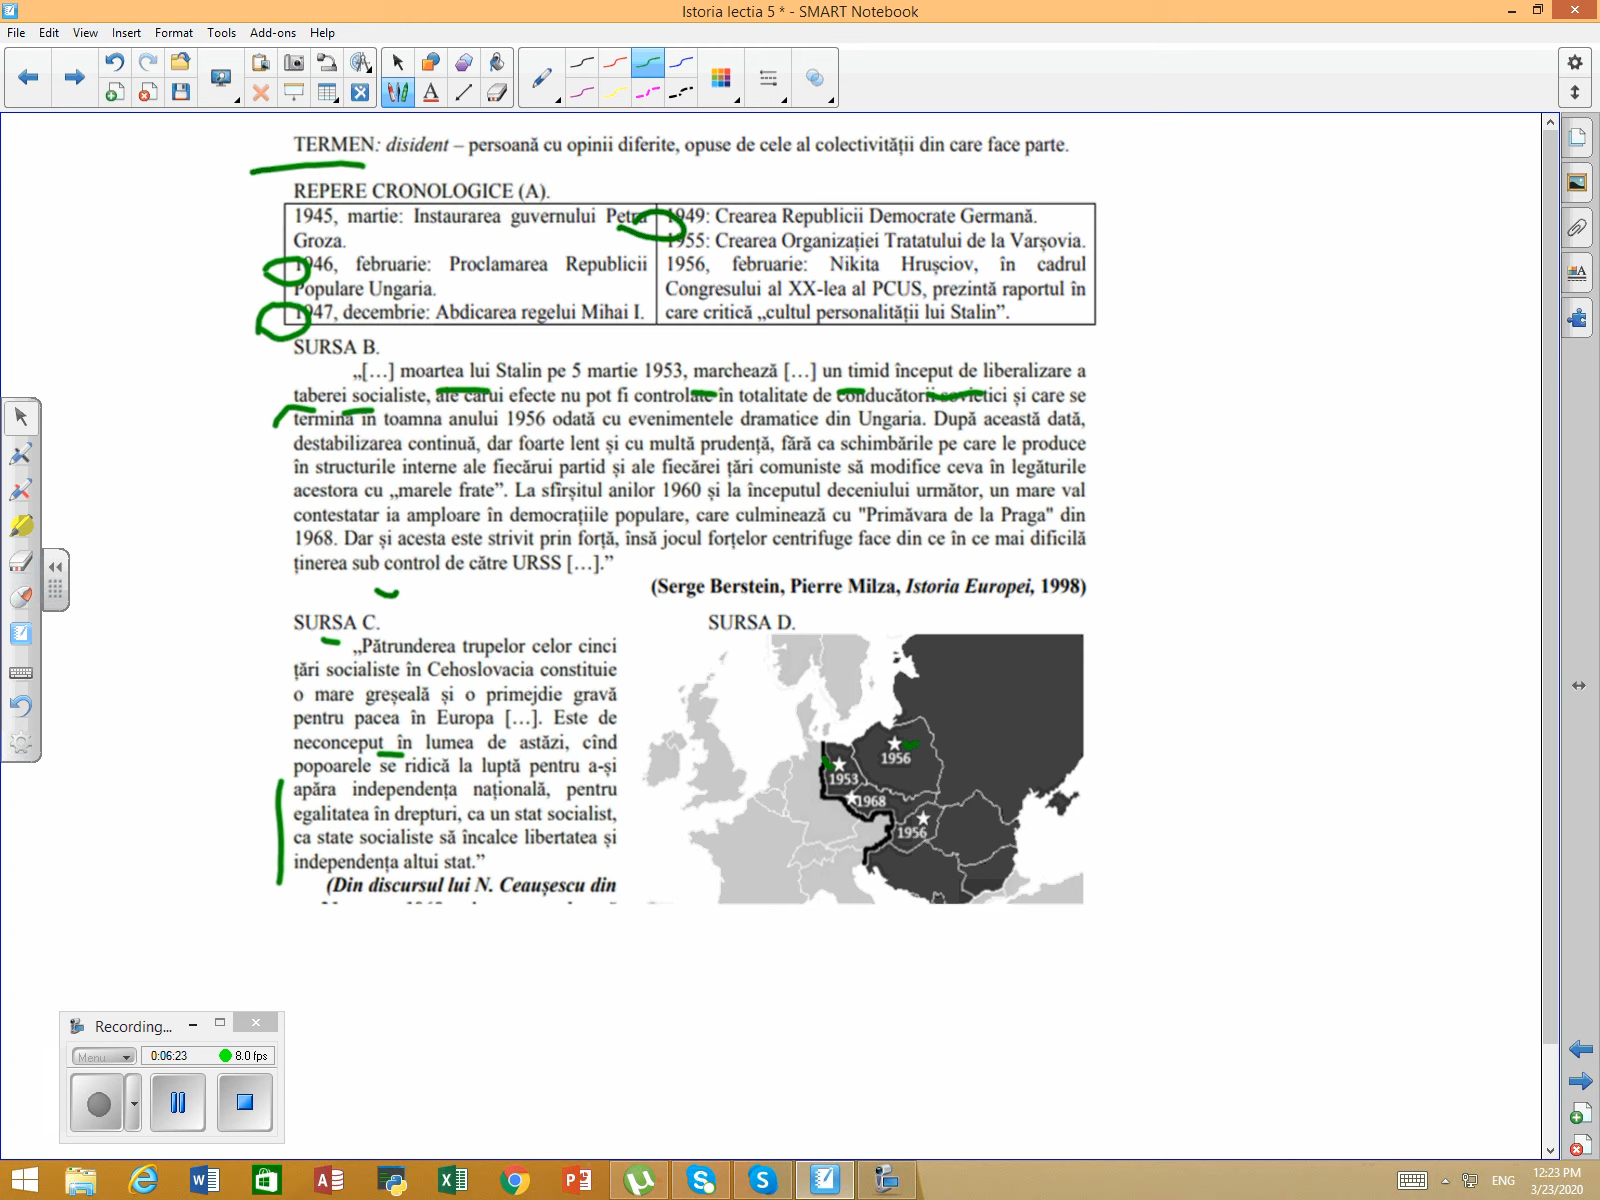 Istoria lectia 5 * - SMART Notebook
File Edit View Insert Format Tools Add-ons Help
TERMEN: disident – persoană cu opinii diferite, opuse de cele al colectivității din care face parte.
REPERE CRONOLOGICE (A).
1945, martie: Instaurarea guvernului Petru
Groza.
1946, februarie: Proclamarea Republicii
Populare Ungaria.
1947, decembrie: Abdicarea regelui Mihai I.
1949: Crearea Republicii Democrate Germană.
1955: Crearea Organizației Tratatului de la Varșovia.
1956, februarie: Nikita Hrușciov, în cadrul
Congresului al XX-lea al PCUS, prezintă raportul în
care critică „cultul personalității lui Stalin”.
SURSA B.
„[…] moartea lui Stalin pe 5 martie 1953, marchează […] un timid început de liberalizare a
taberei socialiste, ale cărui efecte nu pot fi controlate în totalitate de conducătorii sovietici și care se
termină în toamna anului 1956 odată cu evenimentele dramatice din Ungaria. După această dată,
destabilizarea continuă, dar foarte lent și cu multă prudență, fără ca schimbările pe care le produce
în structurile interne ale fiecărui partid și ale fiecărei țări comuniste să modifice ceva în legăturile
acestora cu „marele frate”. La sfîrșitul anilor 1960 și la începutul deceniului următor, un mare val
contestatar ia amploare în democrațiile populare, care culminează cu "Primăvara de la Praga" din
1968. Dar și acesta este strivit prin forță, însă jocul forțelor centrifuge face din ce în ce mai dificilă
ținerea sub control de către URSS […].”
(Serge Berstein, Pierre Milza, Istoria Europei, 1998)
SURSA C.
„Pătrunderea trupelor celor cinci
țări socialiste în Cehoslovacia constituie
o mare greșeală și o primejdie gravă
pentru pacea în Europa […]. Este de
neconceput în lumea de astăzi, cînd
popoarele se ridică la luptă pentru a-și
apăra independența națională, pentru
egalitatea în drepturi, ca un stat socialist,
ca state socialiste să încalce libertatea și
independența altui stat.”
(Din discursul lui N. Ceaușescu din
SURSA D.
1956
1953
1968
1956
Recording...
Menu 0:06:23 8.0 fps
ENG
12:23 PM
3/23/2020